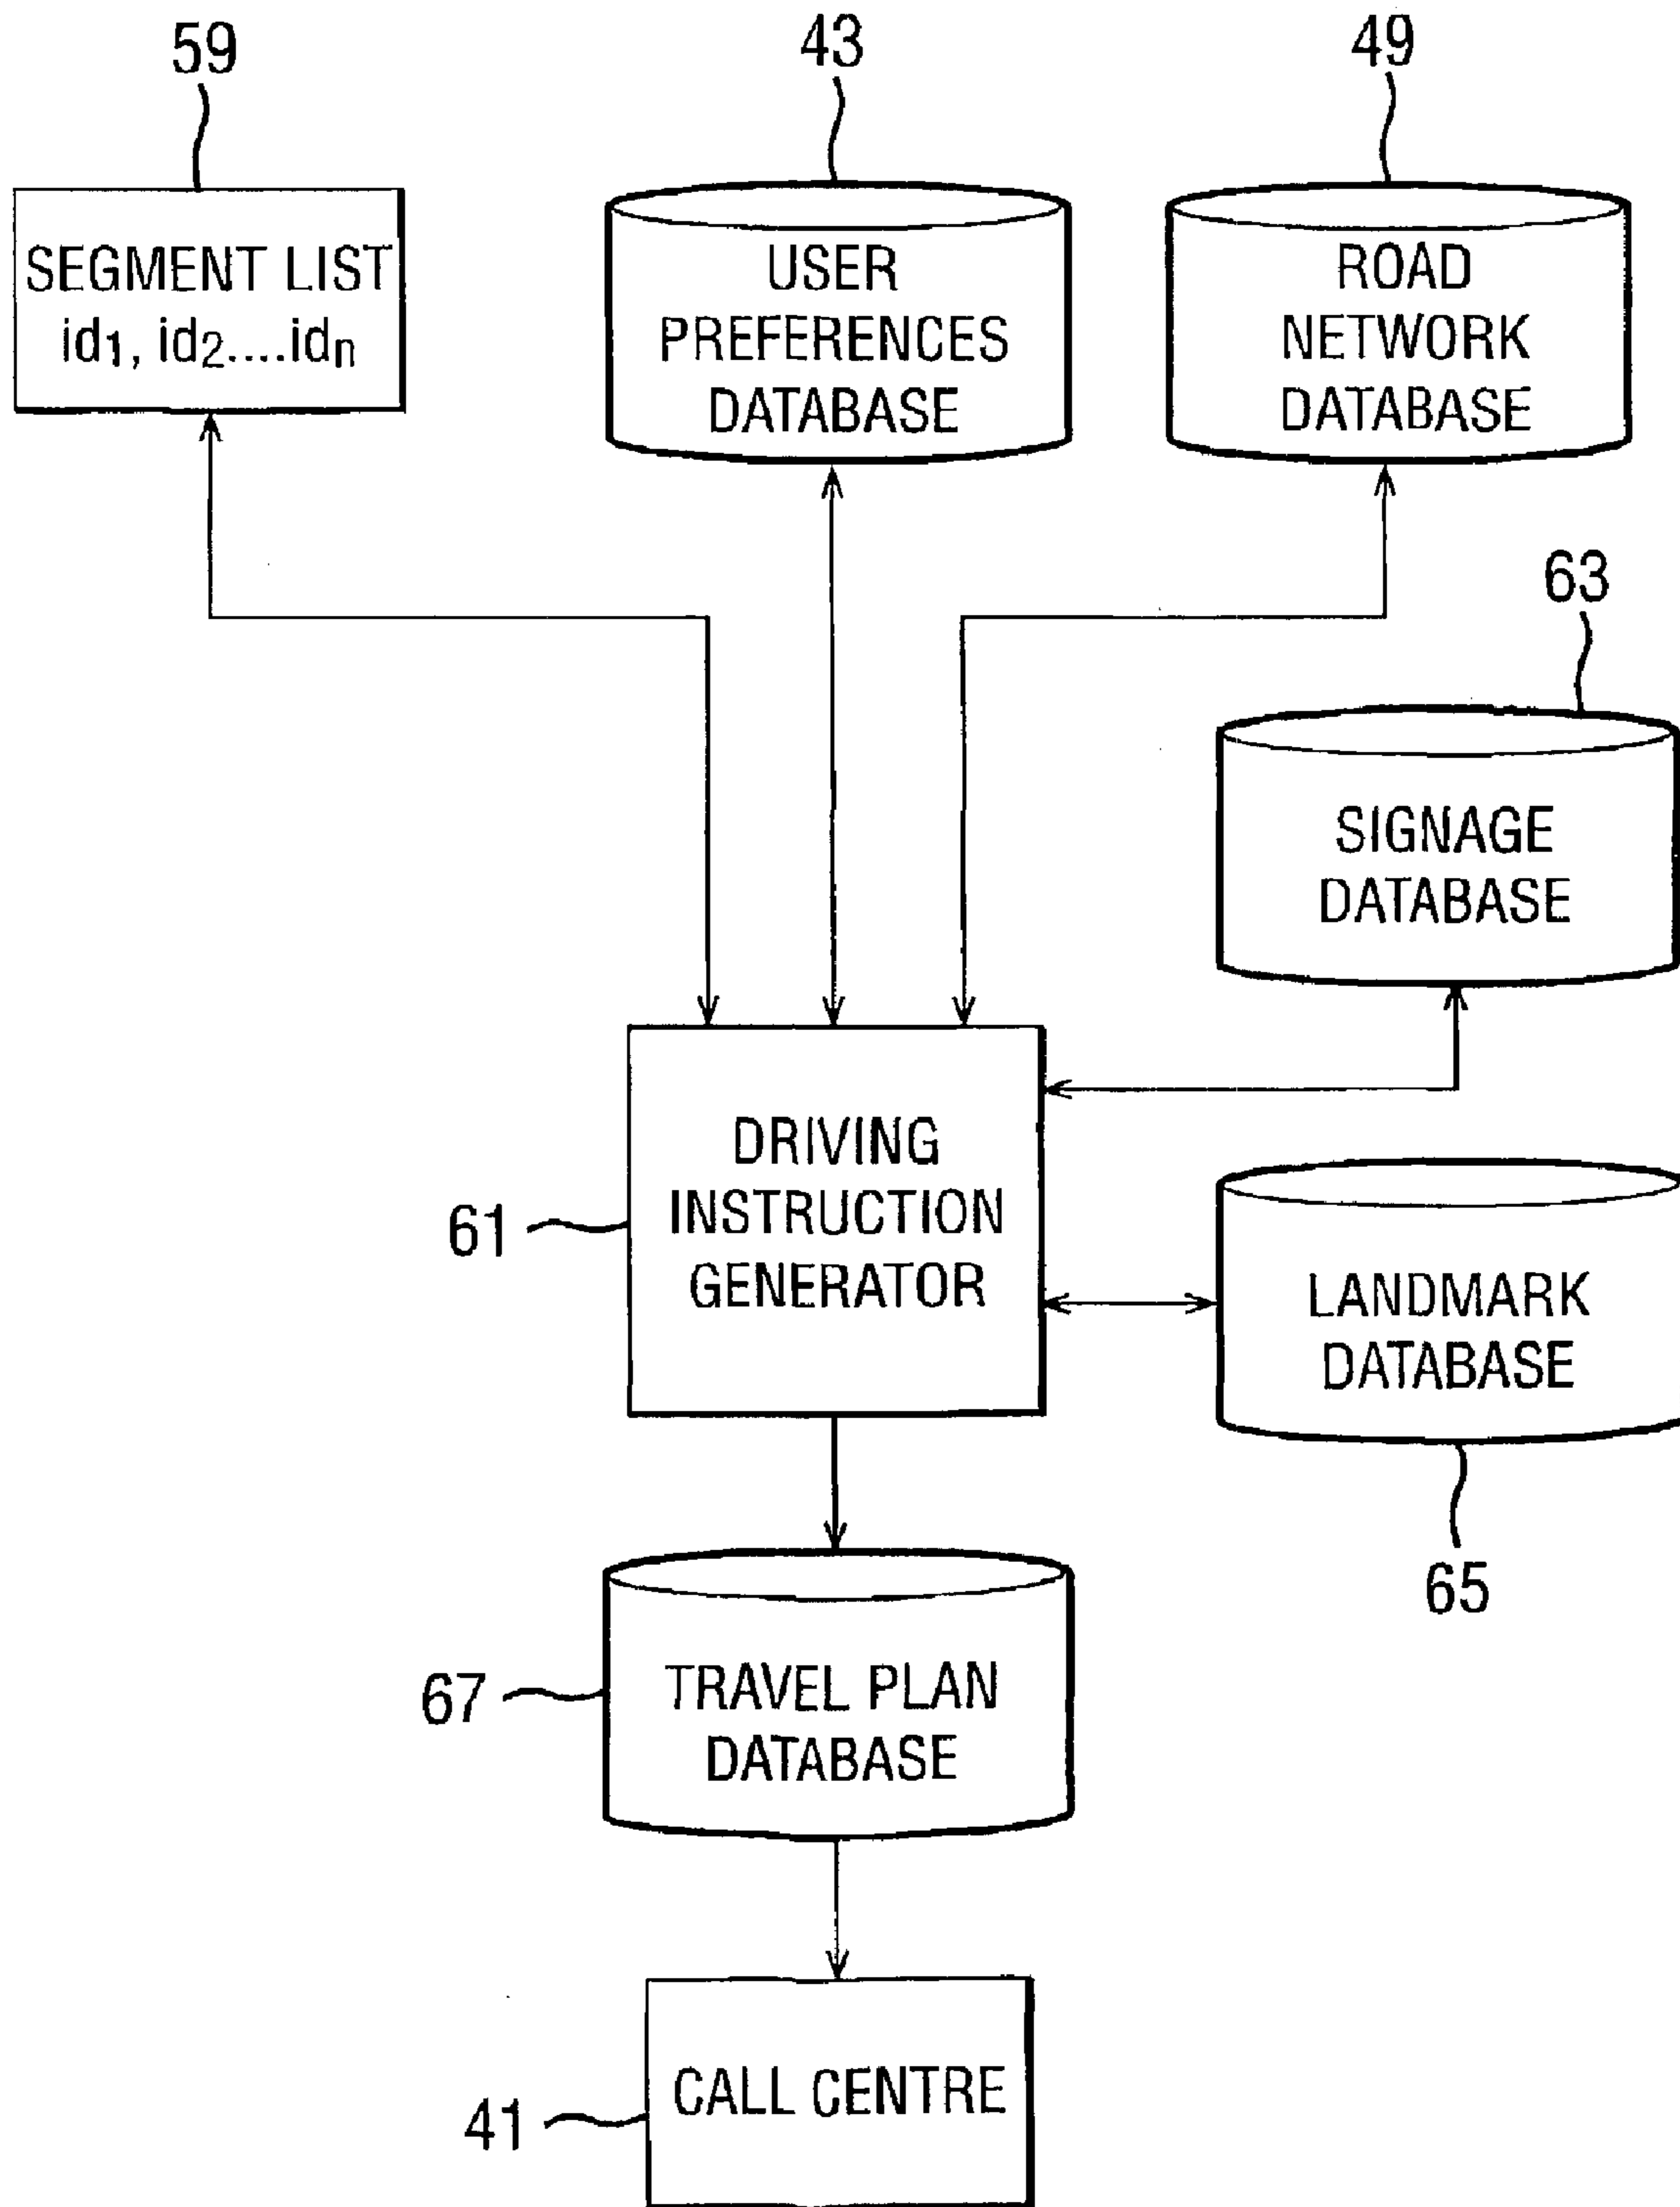 59
43
49
SEGMENT LIST
id1, id2....idn
USER
PREFERENCES
DATABASE
ROAD
NETWORK
DATABASE
63
SIGNAGE
DATABASE
DRIVING
INSTRUCTION
GENERATOR
61
LANDMARK
DATABASE
65
67
TRAVEL PLAN
DATABASE
CALL CENTRE
41